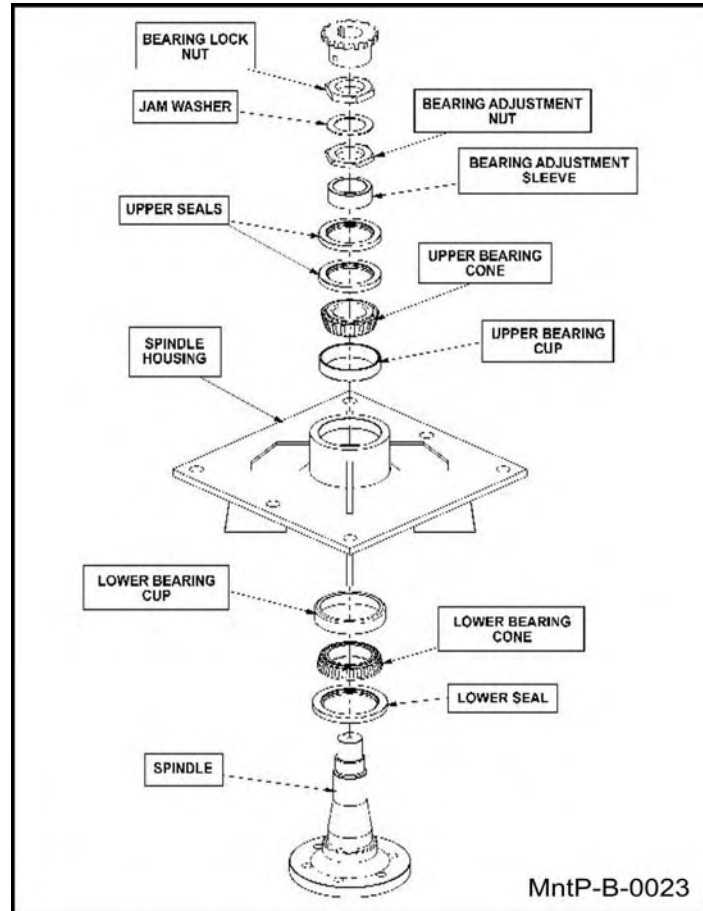 BEARING LOCK
NUT
JAM WASHER
BEARING ADJUSTMENT
NUT
BEARING ADJUSTMENT
SLEEVE
UPPER SEALS
UPPER BEARING
CONE
SPINDLE
HOUSING
UPPER BEARING
CUP
LOWER BEARING
CUP
LOWER BEARING
CONE
LOWER SEAL
SPINDLE
MntP-B-0023